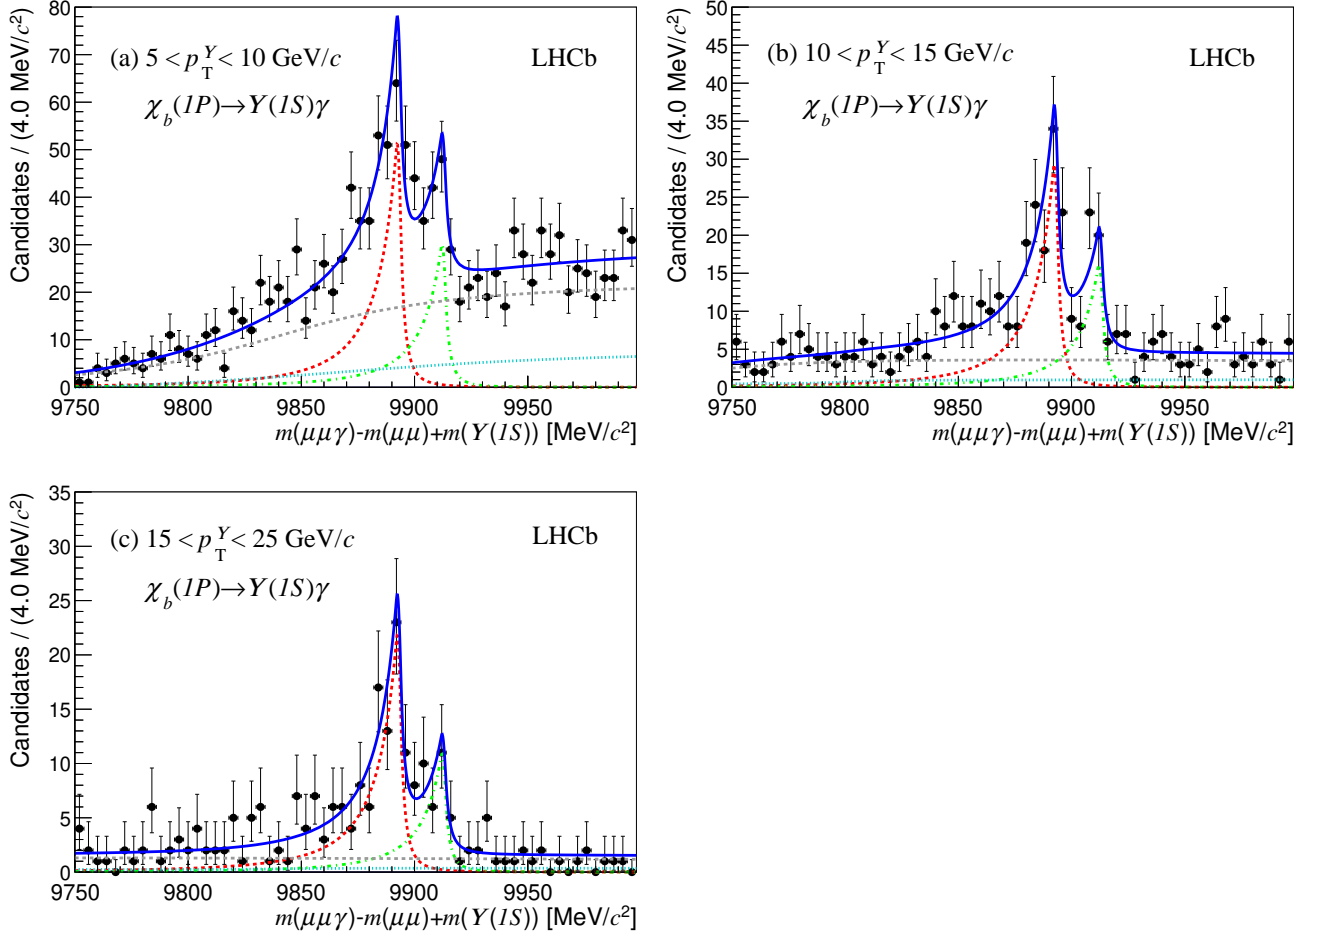 (a) 5 < p_T^Υ < 10 GeV/c
LHCb
χ_b(1P)→Υ(1S)γ
Candidates / (4.0 MeV/c²)
80
70
60
50
40
30
20
10
0
9750 9800 9850 9900 9950
m(μμγ)-m(μμ)+m(Υ(1S)) [MeV/c²]
(b) 10 < p_T^Υ < 15 GeV/c
LHCb
χ_b(1P)→Υ(1S)γ
Candidates / (4.0 MeV/c²)
50
45
40
35
30
25
20
15
10
5
0
9750 9800 9850 9900 9950
m(μμγ)-m(μμ)+m(Υ(1S)) [MeV/c²]
(c) 15 < p_T^Υ < 25 GeV/c
LHCb
χ_b(1P)→Υ(1S)γ
Candidates / (4.0 MeV/c²)
35
30
25
20
15
10
5
0
9750 9800 9850 9900 9950
m(μμγ)-m(μμ)+m(Υ(1S)) [MeV/c²]